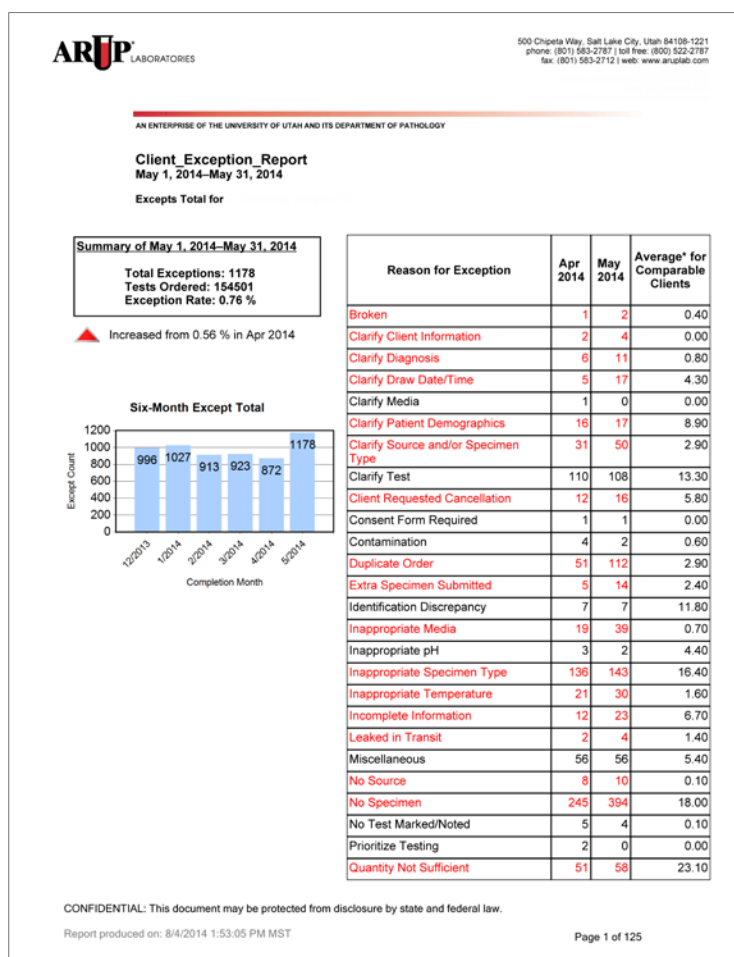 ARUP LABORATORIES
500 Chipeta Way, Salt Lake City, Utah 84108-1221
phone: (801) 583-2787 | toll free: (800) 522-2787
fax: (801) 583-2712 | web: www.aruplab.com
AN ENTERPRISE OF THE UNIVERSITY OF UTAH AND ITS DEPARTMENT OF PATHOLOGY
Client_Exception_Report
May 1, 2014–May 31, 2014
Excepts Total for
Summary of May 1, 2014–May 31, 2014
Total Exceptions: 1178
Tests Ordered: 154501
Exception Rate: 0.76 %
Increased from 0.56 % in Apr 2014
Six-Month Except Total
Except Count
1200
1000
800
600
400
200
0
996 1027 913 923 872 1178
12/2013 1/2014 2/2014 3/2014 4/2014 5/2014
Completion Month
Reason for Exception Apr 2014 May 2014 Average* for Comparable Clients
Broken 1 2 0.40
Clarify Client Information 2 4 0.00
Clarify Diagnosis 6 11 0.80
Clarify Draw Date/Time 5 17 4.30
Clarify Media 1 0 0.00
Clarify Patient Demographics 16 17 8.90
Clarify Source and/or Specimen Type 31 50 2.90
Clarify Test 110 108 13.30
Client Requested Cancellation 12 16 5.80
Consent Form Required 1 1 0.00
Contamination 4 2 0.60
Duplicate Order 51 112 2.90
Extra Specimen Submitted 5 14 2.40
Identification Discrepancy 7 7 11.80
Inappropriate Media 19 39 0.70
Inappropriate pH 3 2 4.40
Inappropriate Specimen Type 136 143 16.40
Inappropriate Temperature 21 30 1.60
Incomplete Information 12 23 6.70
Leaked in Transit 2 4 1.40
Miscellaneous 56 56 5.40
No Source 8 10 0.10
No Specimen 245 394 18.00
No Test Marked/Noted 5 4 0.10
Prioritize Testing 2 0 0.00
Quantity Not Sufficient 51 58 23.10
CONFIDENTIAL: This document may be protected from disclosure by state and federal law.
Report produced on: 8/4/2014 1:53:05 PM MST
Page 1 of 125